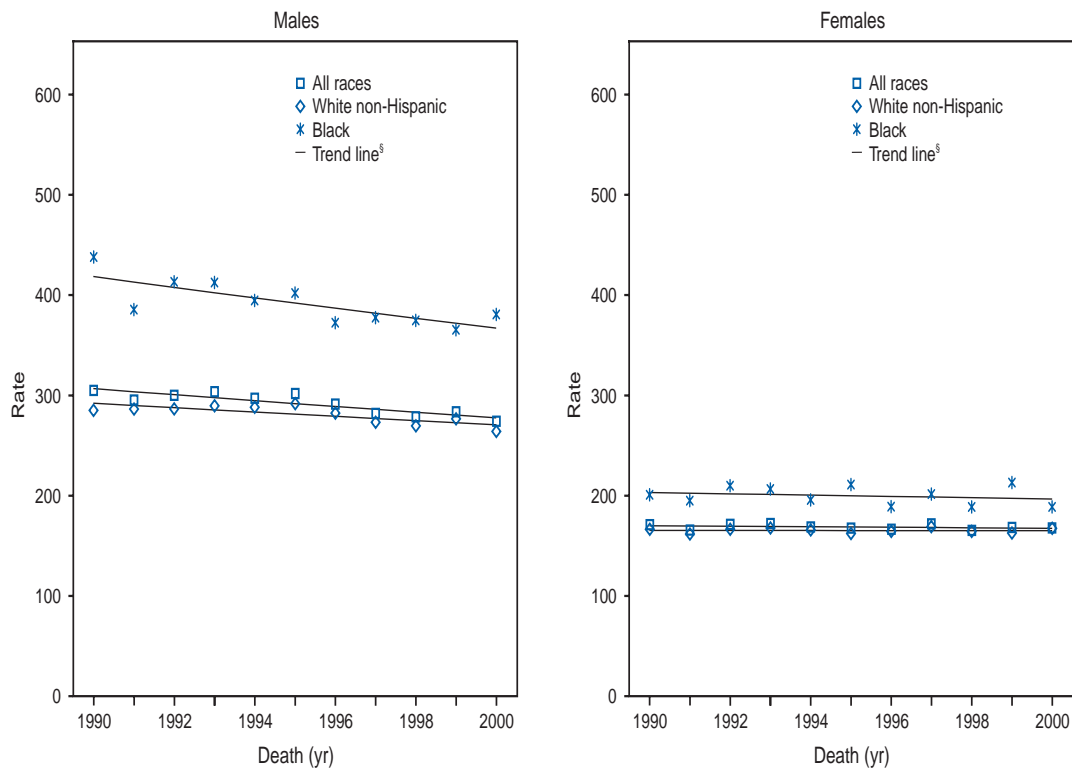 Males
All races
White non-Hispanic
Black
Trend line§
600
500
400
300
200
100
0
Rate
1990
1992
1994
1996
1998
2000
Death (yr)
Females
All races
White non-Hispanic
Black
Trend line§
600
500
400
300
200
100
0
Rate
1990
1992
1994
1996
1998
2000
Death (yr)